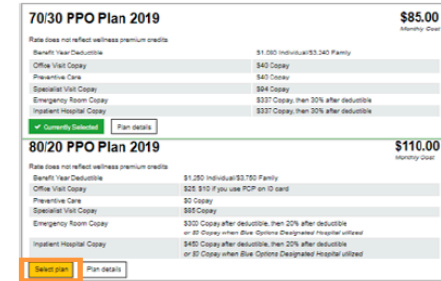 70/30 PPO Plan 2019
$85.00
Monthly Cost
Rate does not reflect wellness premium credits
Benefit Year Deductible
Office Visit Copay $40 Copay
Preventive Care $40 Copay
Specialist Visit Copay $94 Copay
Emergency Room Copay $337 Copay, then 30% after deductible
Inpatient Hospital Copay $337 Copay, then 30% after deductible
Currently Selected Plan details
80/20 PPO Plan 2019
$110.00
Monthly Cost
Rate does not reflect wellness premium credits
Benefit Year Deductible $1,250 Individual/$3,750 Family
Office Visit Copay $25; $10 if you use PCP on ID card
Preventive Care $0 Copay
Specialist Visit Copay Copay
Emergency Room Copay $300 Copay after deductible, then 20% after deductible
or $0 Copay when Blue Options Designated Hospital utilized
Inpatient Hospital Copay $450 Copay after deductible, then 20% after deductible
or $0 Copay when Blue Options Designated Hospital utilized
Select plan Plan details